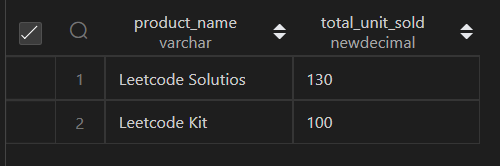 product_name total_unit_sold
varchar newdecimal
1 Leetcode Solutios 130
2 Leetcode Kit 100